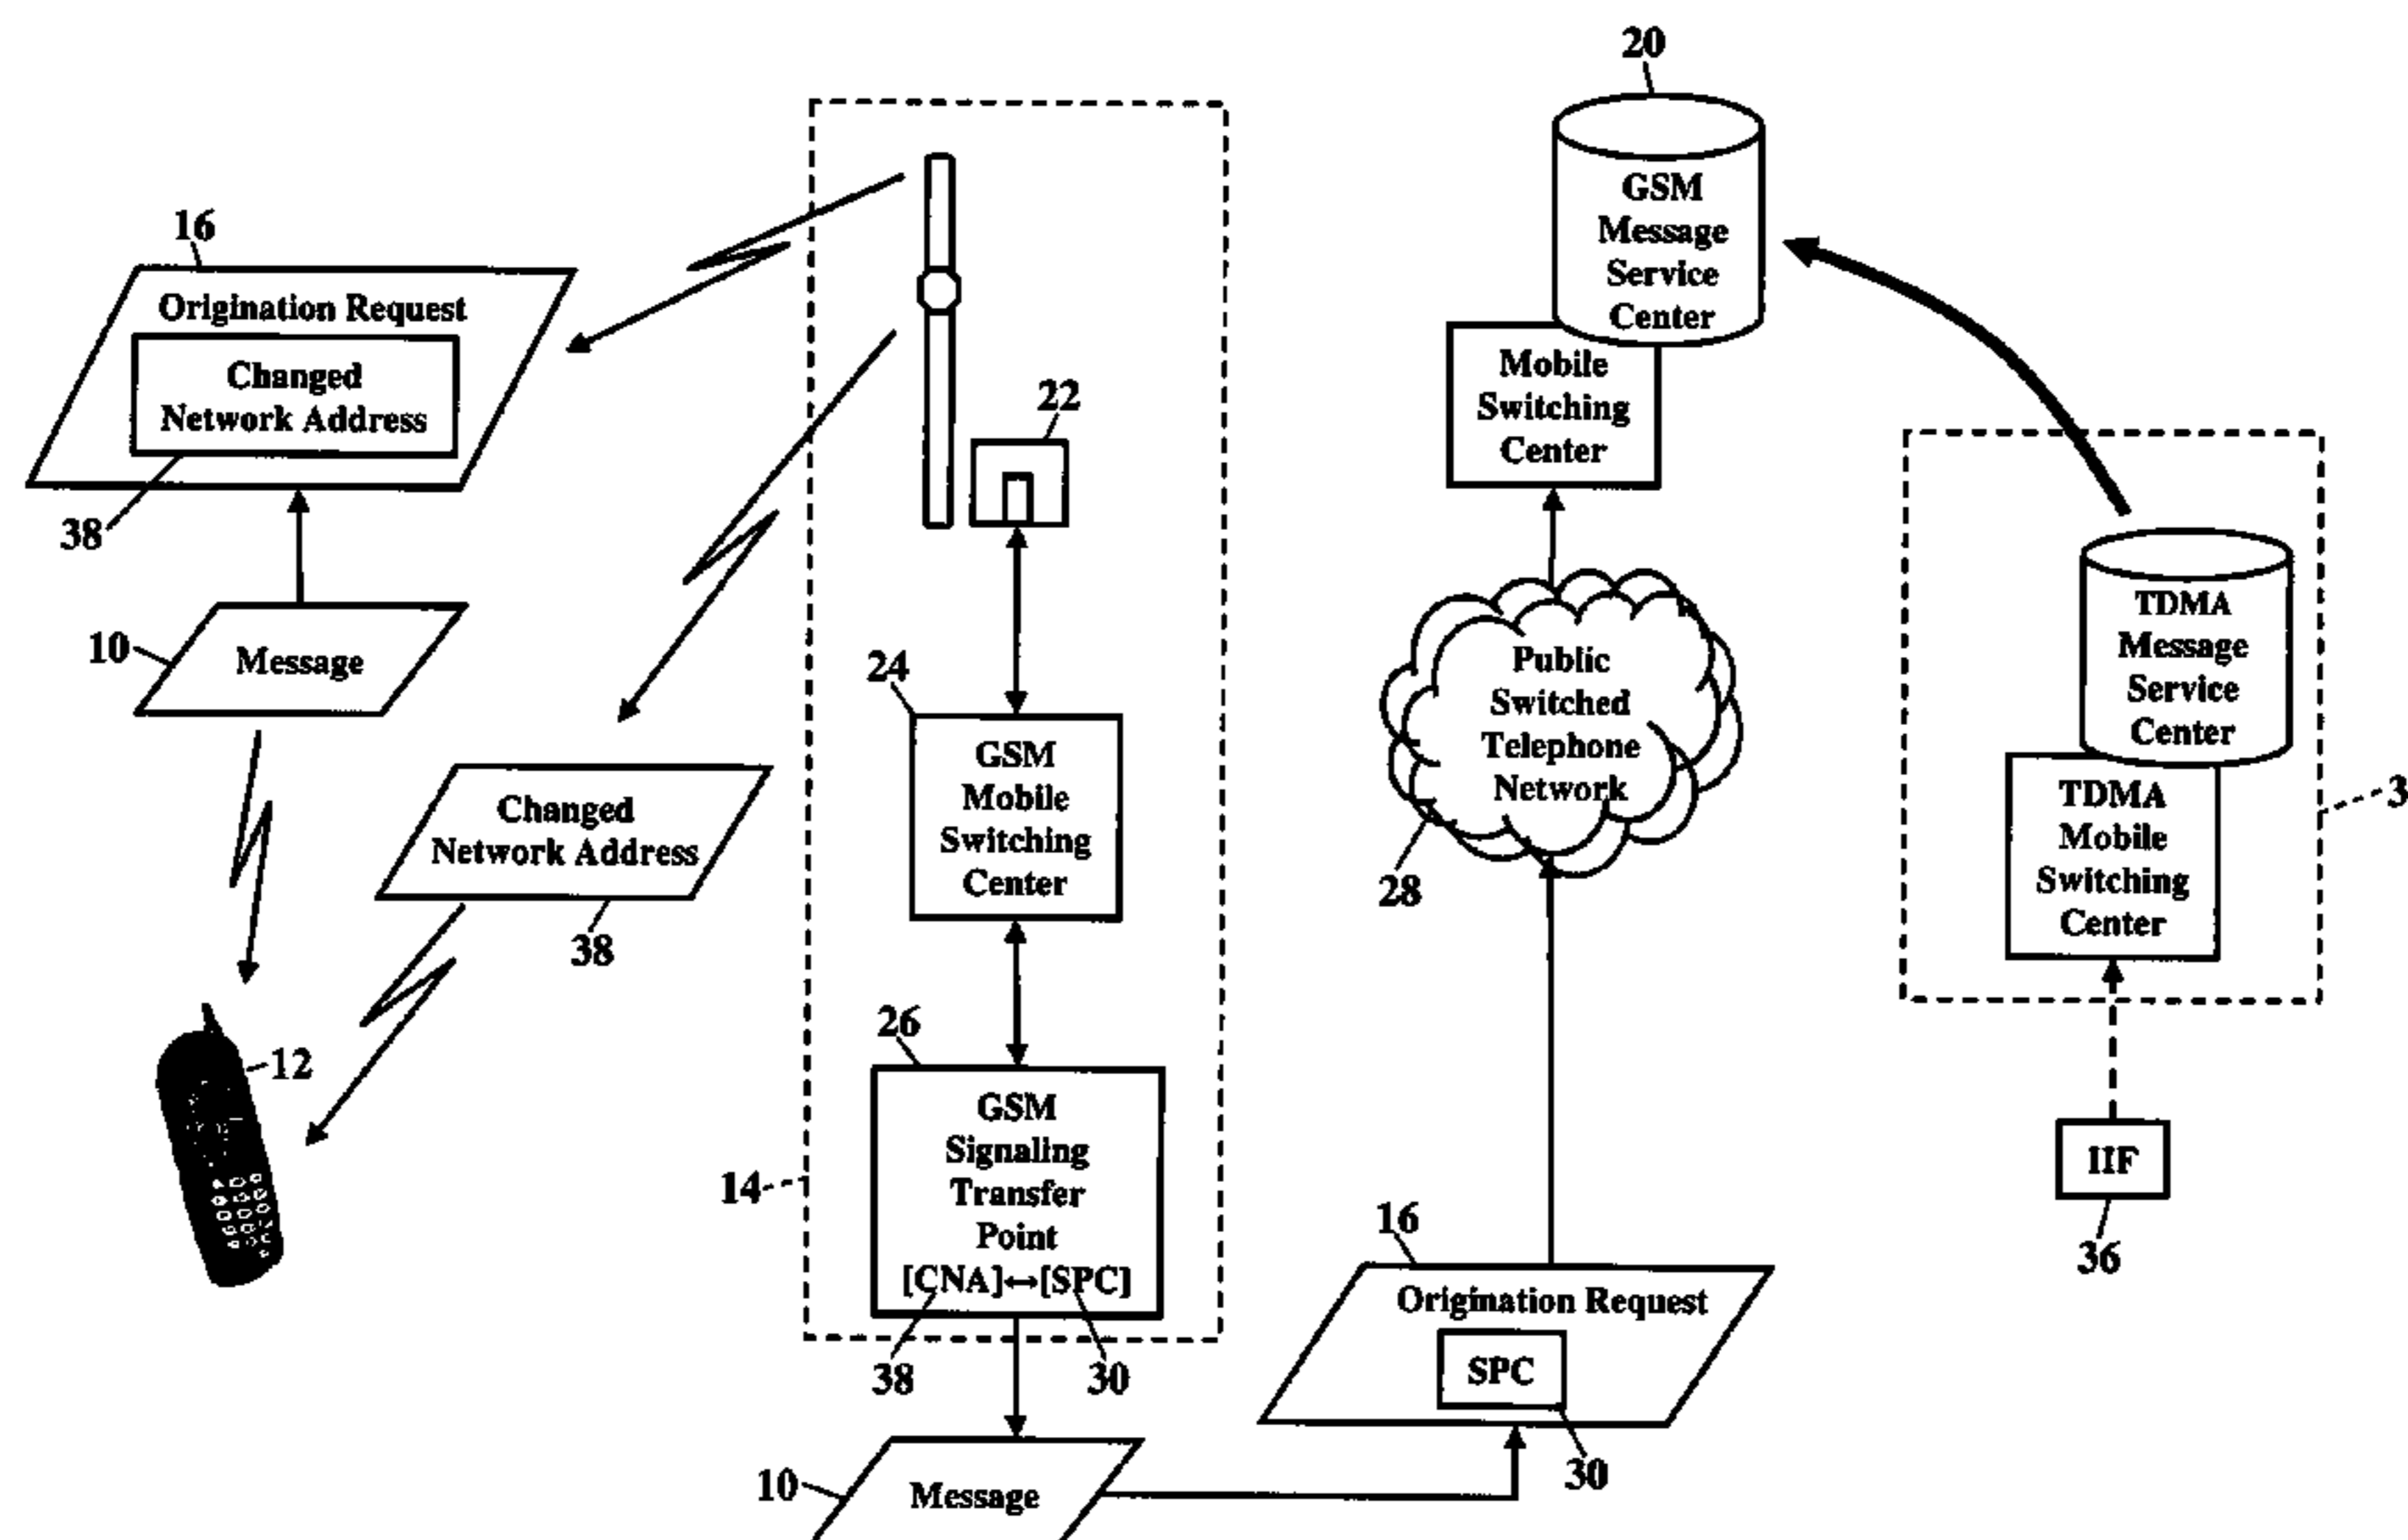 20
16
Origination Request
Changed
Network Address
38
10
Message
Changed
Network Address
38
12
22
24
GSM
Mobile
Switching
Center
26
GSM
Signaling
Transfer
Point
[CNA]↔[SPC]
14
38
30
10
Message
GSM
Message
Service
Center
Mobile
Switching
Center
Public
Switched
Telephone
Network
28
16
Origination Request
SPC
30
TDMA
Message
Service
Center
TDMA
Mobile
Switching
Center
IIF
36